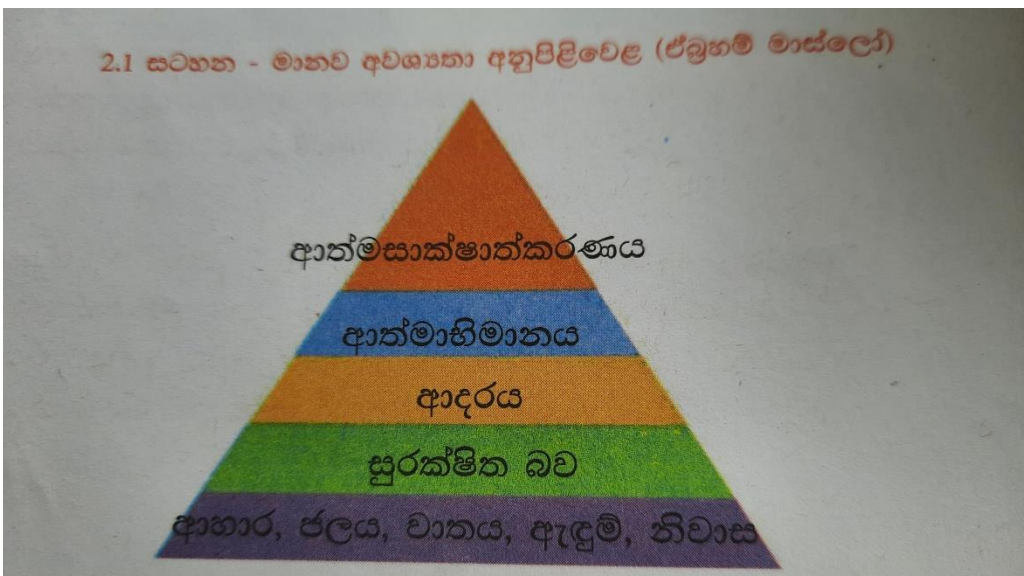 2.1 සටහන - මානව අවශ්‍යතා අනුපිළිවෙළ (ඒබ්‍රහම් මාස්ලෝ)
ආත්මසාක්ෂාත්කරණය
ආත්මාභිමානය
ආදරය
සුරක්ෂිත බව
ආහාර, ජලය, වාතය, ඇඳුම්, නිවාස